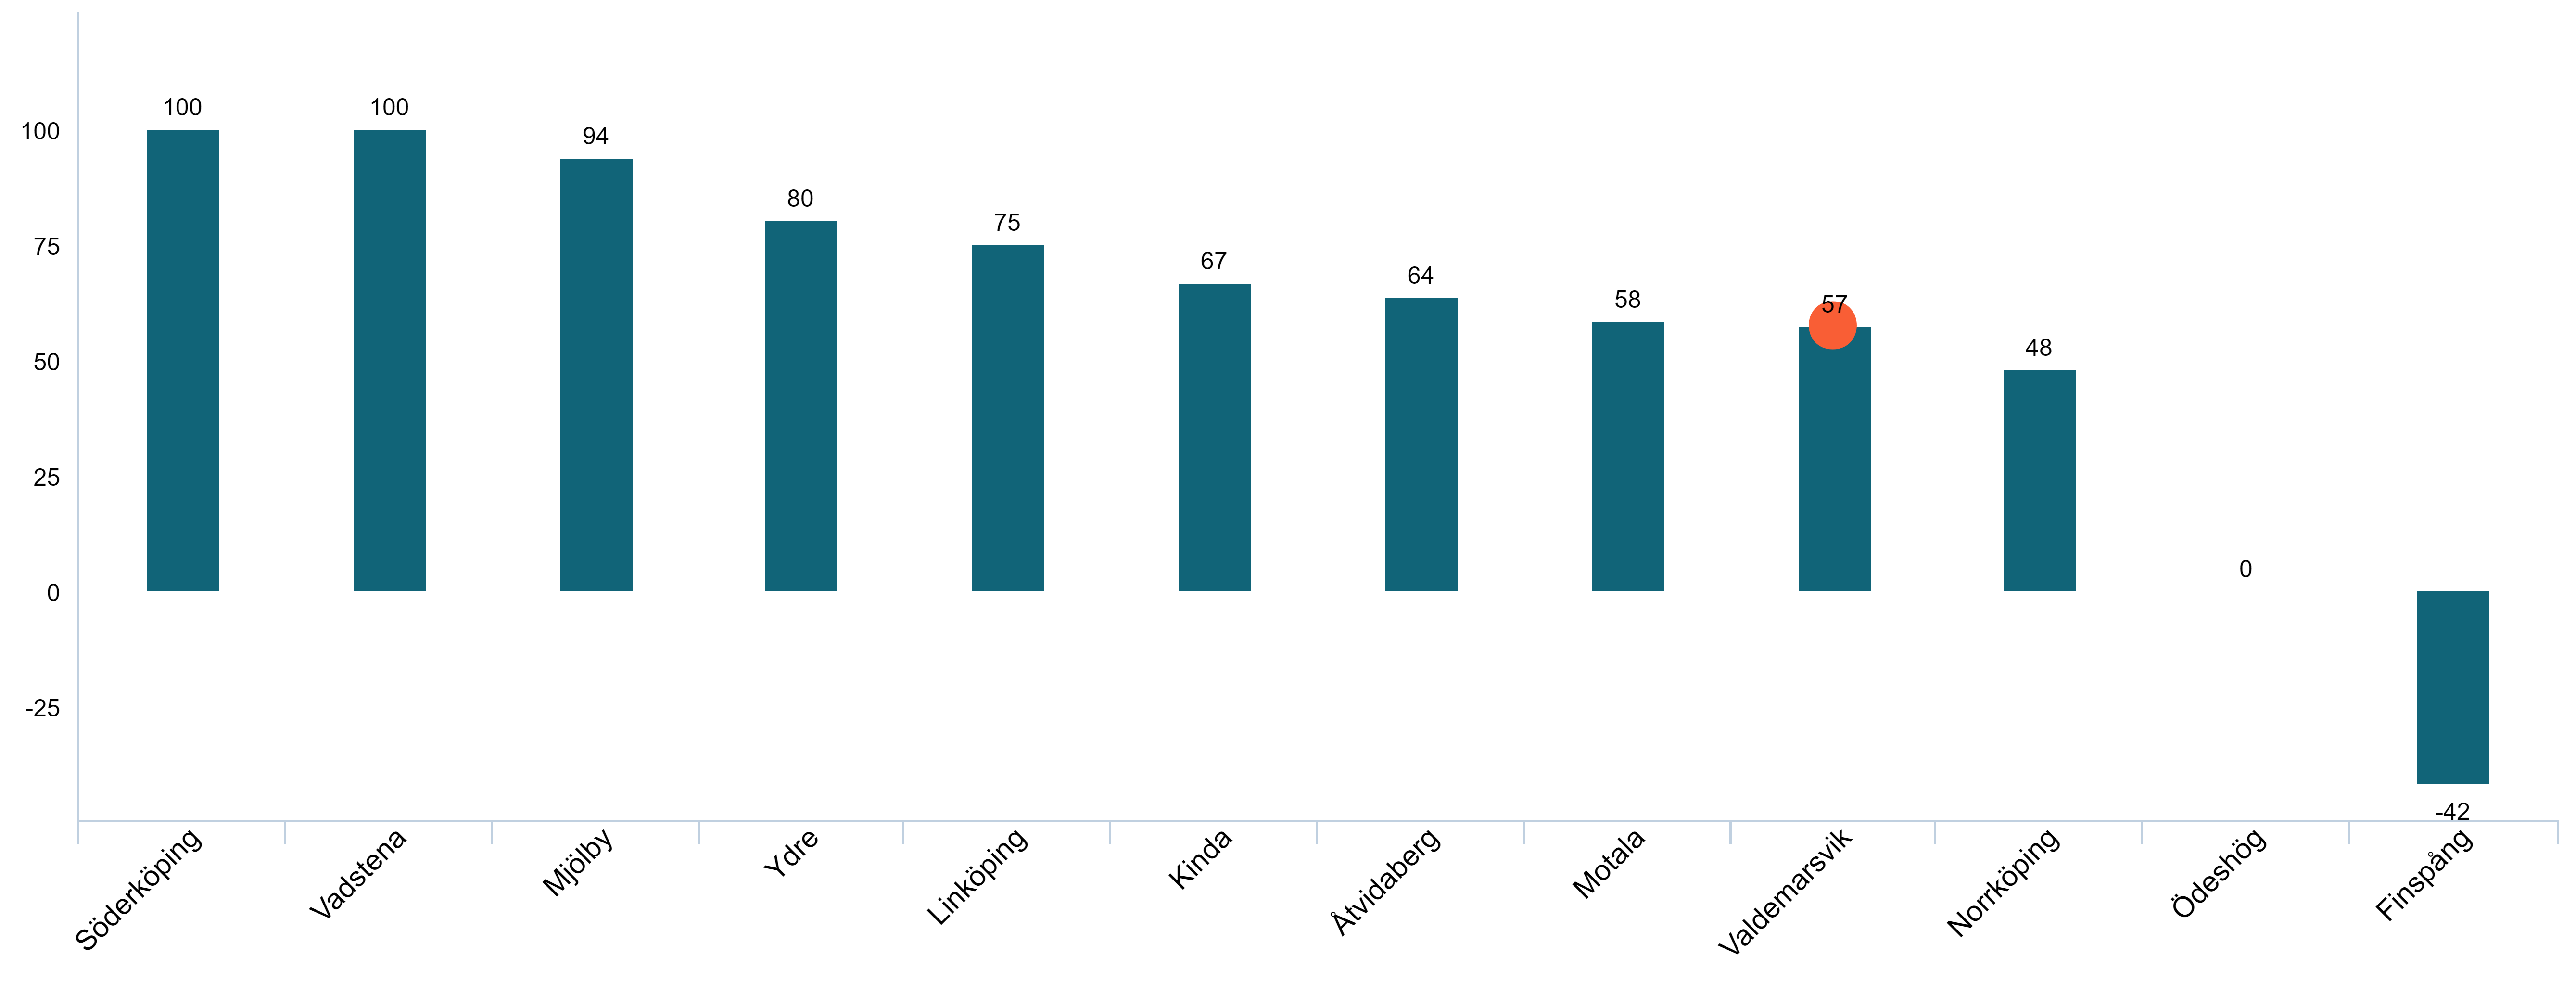 100
75
50
25
0
-25
100
100
94
80
75
67
64
58
57
48
0
-42
Söderköping
Vadstena
Mjölby
Ydre
Linköping
Kinda
Åtvidaberg
Motala
Valdemarsvik
Norrköping
Ödeshög
Finspång